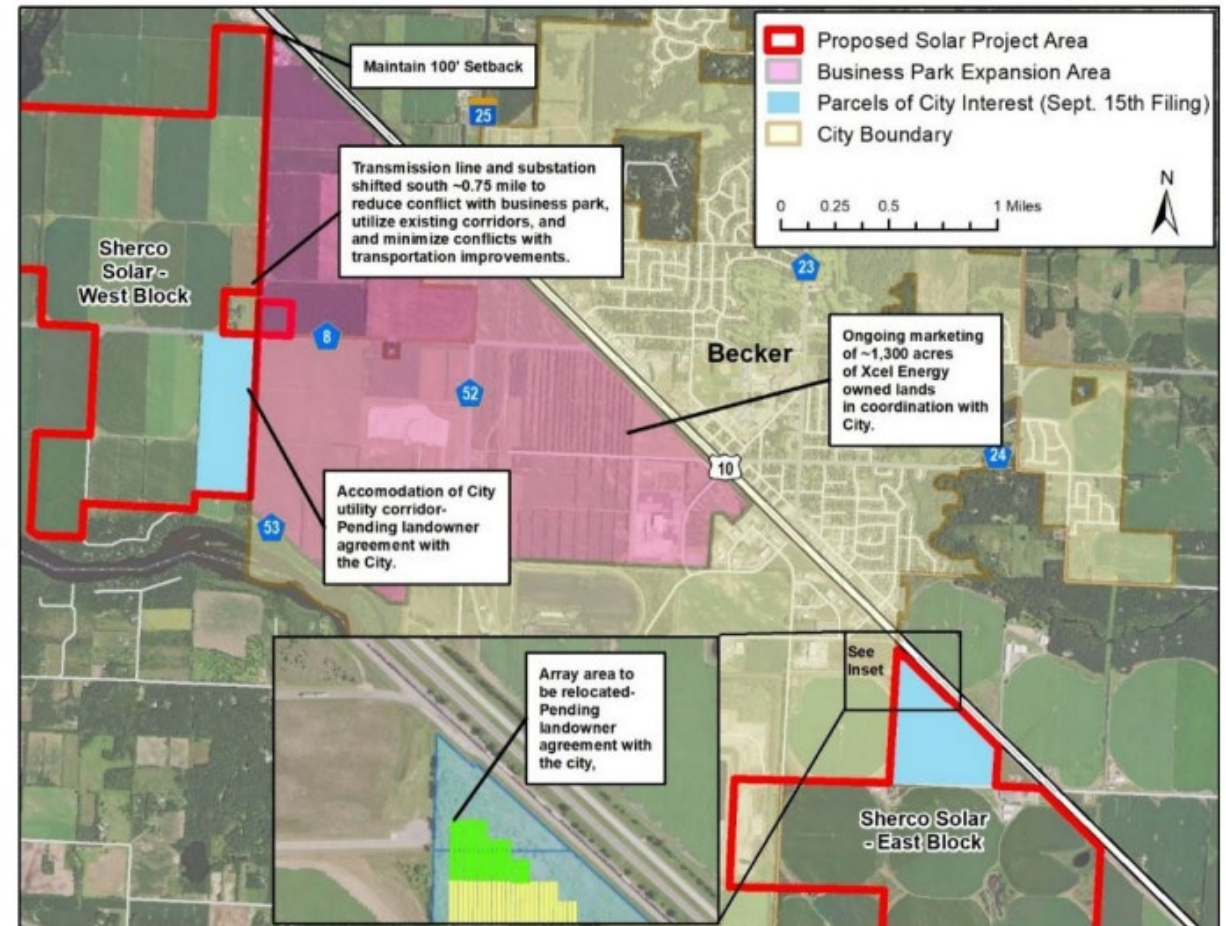 Proposed Solar Project Area
Business Park Expansion Area
Parcels of City Interest (Sept. 15th Filing)
City Boundary
N
0 0.25 0.5 1 Miles
Maintain 100' Setback
25
Transmission line and substation
shifted south ~0.75 mile to
reduce conflict with business park,
utilize existing corridors, and
and minimize conflicts with
transportation improvements.
Sherco
Solar -
West Block
23
8
Becker
Ongoing marketing
of ~1,300 acres
of Xcel Energy
owned lands
in coordination with
City.
52
24
10
Accomodation of City
utility corridor-
Pending landowner
agreement with
the City.
53
See
Inset
Array area to
be relocated-
Pending
landowner
agreement with
the city,
Sherco Solar
- East Block